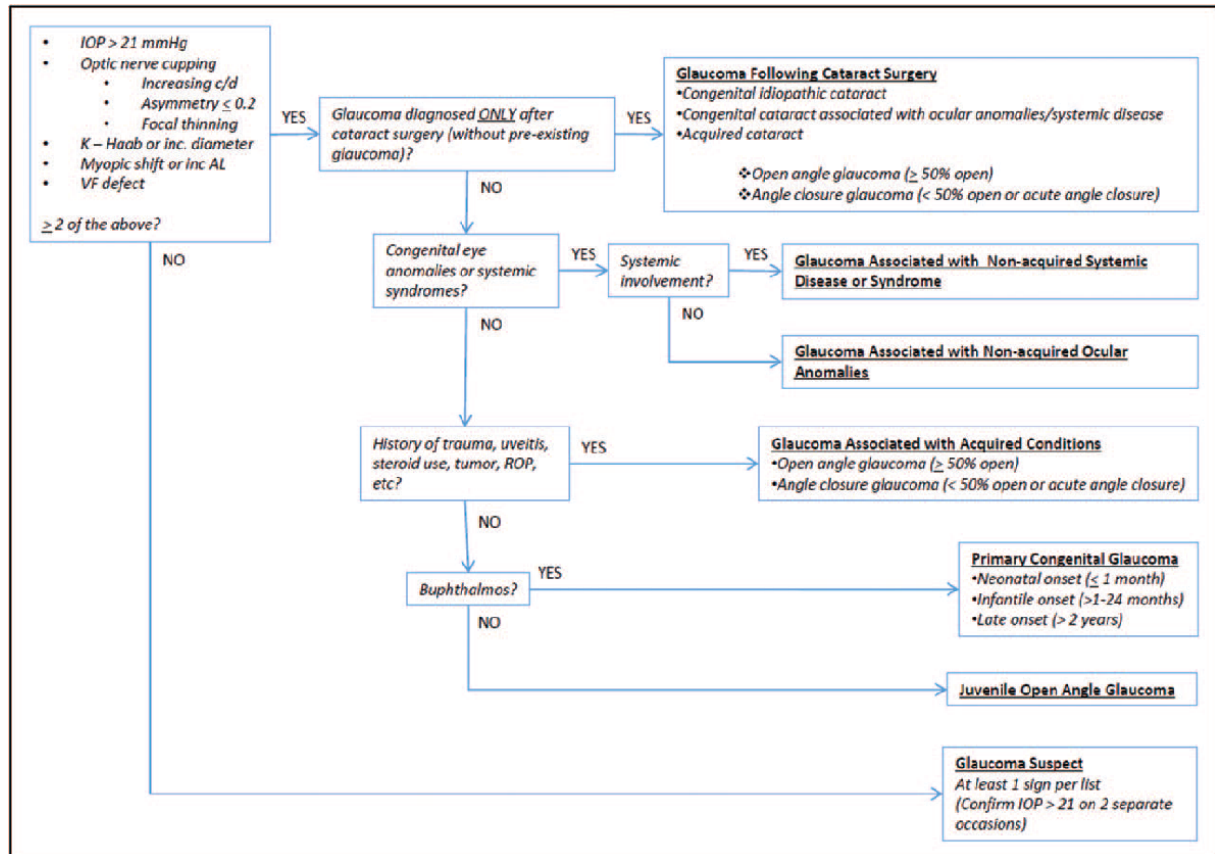 • IOP > 21 mmHg
• Optic nerve cupping
• Increasing c/d
• Asymmetry ≤ 0.2
• Focal thinning
• K – Haab or inc. diameter
• Myopic shift or inc AL
• VF defect
≥ 2 of the above?
YES
NO
Glaucoma diagnosed ONLY after
cataract surgery (without pre-existing
glaucoma)?
YES
NO
Glaucoma Following Cataract Surgery
•Congenital idiopathic cataract
•Congenital cataract associated with ocular anomalies/systemic disease
•Acquired cataract
❖Open angle glaucoma (≥ 50% open)
❖Angle closure glaucoma (< 50% open or acute angle closure)
Congenital eye
anomalies or systemic
syndromes?
YES
NO
Systemic
involvement?
YES
NO
Glaucoma Associated with Non-acquired Systemic
Disease or Syndrome
Glaucoma Associated with Non-acquired Ocular
Anomalies
History of trauma, uveitis,
steroid use, tumor, ROP,
etc?
YES
NO
Glaucoma Associated with Acquired Conditions
•Open angle glaucoma (≥ 50% open)
•Angle closure glaucoma (< 50% open or acute angle closure)
Buphthalmos?
YES
NO
Primary Congenital Glaucoma
•Neonatal onset (≤ 1 month)
•Infantile onset (>1-24 months)
•Late onset (> 2 years)
Juvenile Open Angle Glaucoma
Glaucoma Suspect
At least 1 sign per list
(Confirm IOP > 21 on 2 separate
occasions)